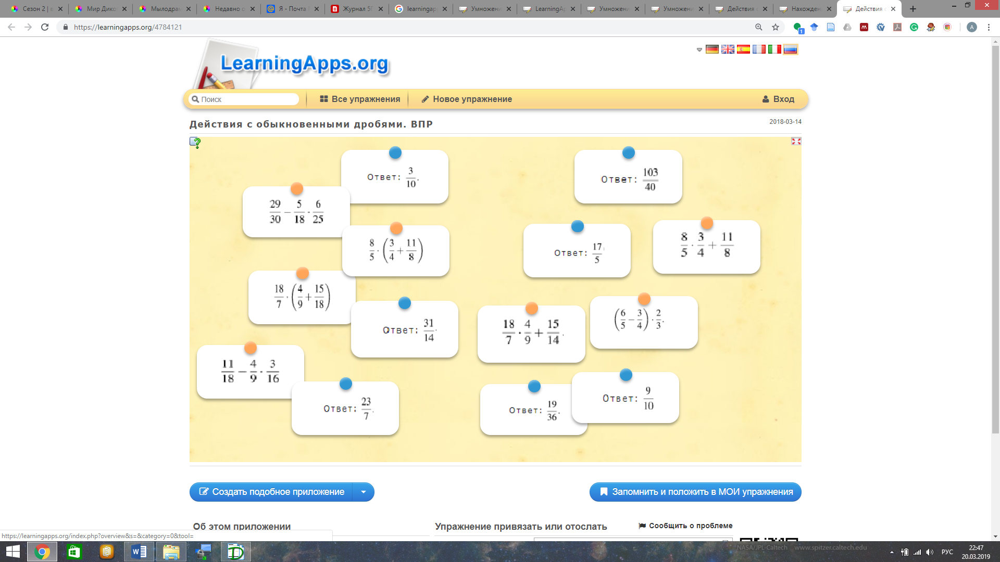 Сезон 2 | в
Мир Дико
Мылодрам
Недавно о
Я - Почта
Журнал 5Г
learningap
Умножени
LearningAp
Умножени
Умножени
Действия с
Нахожден
Действия с
https://learningapps.org/4784121
1
A
LearningApps.org
Поиск
Все упражнения
Новое упражнение
Вход
Действия с обыкновенными дробями. ВПР
2018-03-14
Ответ: 3/10.
Ответ: 103/40
29/30 − 5/18 · 6/25
8/5 · (3/4 + 11/8)
Ответ: 17/5
8/5 · 3/4 + 11/8
18/7 · (4/9 + 15/18)
Ответ: 31/14.
18/7 · 4/9 + 15/14.
(6/5 − 3/4) · 2/3.
11/18 − 4/9 · 3/16
Ответ: 23/7.
Ответ: 19/36.
Ответ: 9/10
Создать подобное приложение
Запомнить и положить в МОИ упражнения
Об этом приложении
Упражнение привязать или отослать
Сообщить о проблеме
https://learningapps.org/index.php?overview&s=&category=0&tool=
NASA/JPL-Caltech www.spitzer.caltech.edu
РУС
22:47
20.03.2019